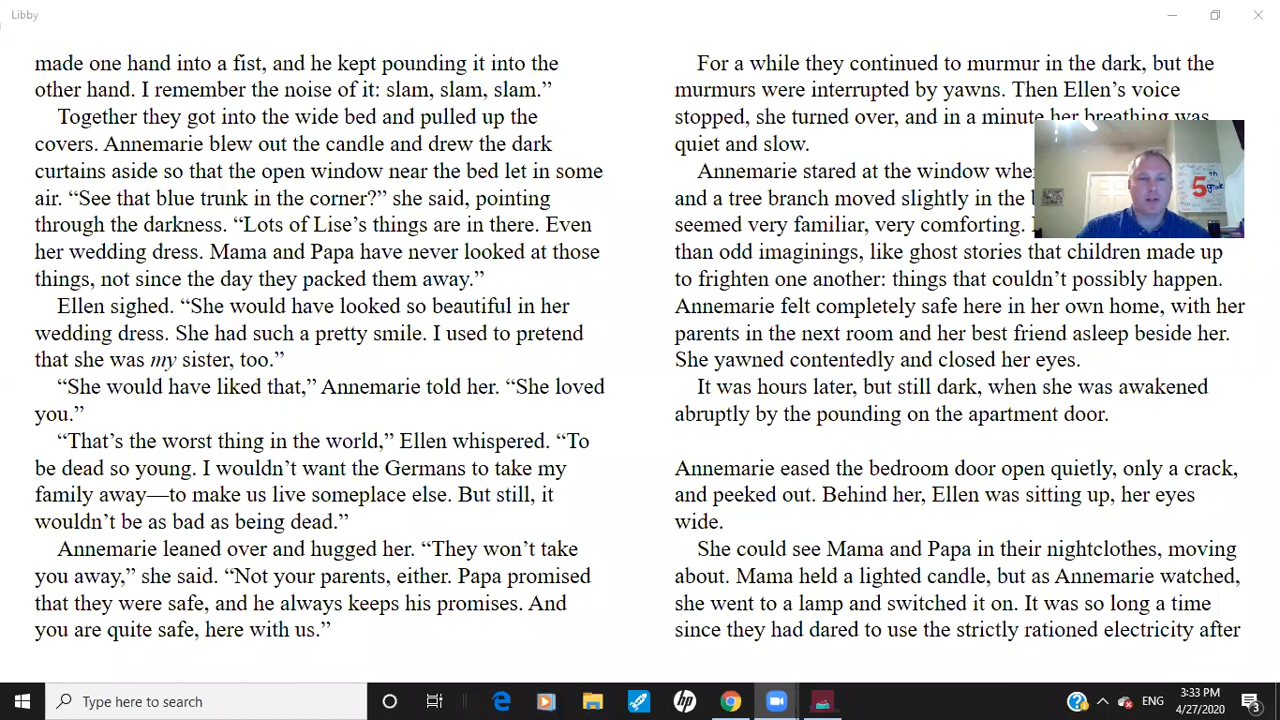 Libby
made one hand into a fist, and he kept pounding it into the
other hand. I remember the noise of it: slam, slam, slam.”
Together they got into the wide bed and pulled up the
covers. Annemarie blew out the candle and drew the dark
curtains aside so that the open window near the bed let in some
air. “See that blue trunk in the corner?” she said, pointing
through the darkness. “Lots of Lise’s things are in there. Even
her wedding dress. Mama and Papa have never looked at those
things, not since the day they packed them away.”
Ellen sighed. “She would have looked so beautiful in her
wedding dress. She had such a pretty smile. I used to pretend
that she was my sister, too.”
“She would have liked that,” Annemarie told her. “She loved
you.”
“That’s the worst thing in the world,” Ellen whispered. “To
be dead so young. I wouldn’t want the Germans to take my
family away—to make us live someplace else. But still, it
wouldn’t be as bad as being dead.”
Annemarie leaned over and hugged her. “They won’t take
you away,” she said. “Not your parents, either. Papa promised
that they were safe, and he always keeps his promises. And
you are quite safe, here with us.”
For a while they continued to murmur in the dark, but the
murmurs were interrupted by yawns. Then Ellen’s voice
stopped, she turned over, and in a minute her breathing was
quiet and slow.
Annemarie stared at the window
and a tree branch moved slightly in the
seemed very familiar, very comforting.
than odd imaginings, like ghost stories that children made up
to frighten one another: things that couldn’t possibly happen.
Annemarie felt completely safe here in her own home, with her
parents in the next room and her best friend asleep beside her.
She yawned contentedly and closed her eyes.
It was hours later, but still dark, when she was awakened
abruptly by the pounding on the apartment door.
Annemarie eased the bedroom door open quietly, only a crack,
and peeked out. Behind her, Ellen was sitting up, her eyes
wide.
She could see Mama and Papa in their nightclothes, moving
about. Mama held a lighted candle, but as Annemarie watched,
she went to a lamp and switched it on. It was so long a time
since they had dared to use the strictly rationed electricity after
5th
grade
Type here to search
hp
ENG
3:33 PM
4/27/2020
3